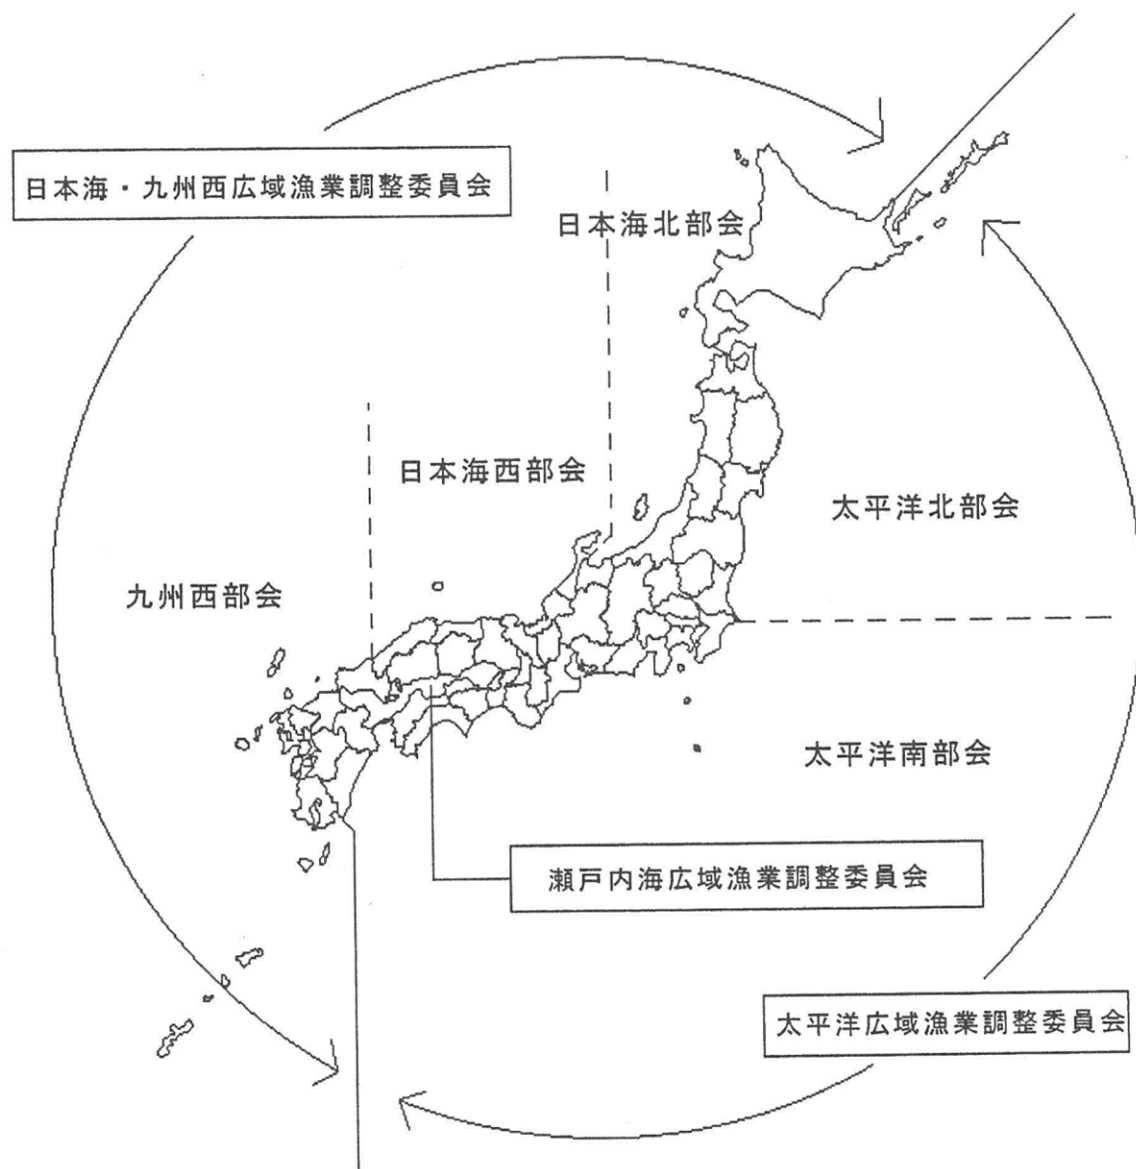 日本海・九州西広域漁業調整委員会
日本海北部会
日本海西部会
太平洋北部会
九州西部会
太平洋南部会
瀬戸内海広域漁業調整委員会
太平洋広域漁業調整委員会